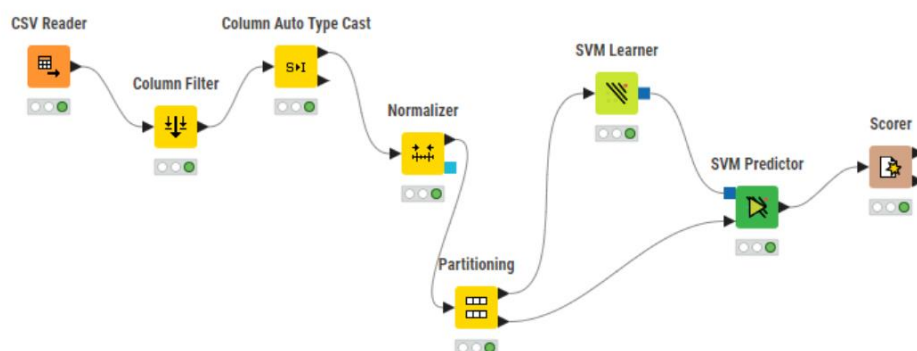 CSV Reader
Column Filter
Column Auto Type Cast
S▸I
Normalizer
Partitioning
SVM Learner
SVM Predictor
Scorer